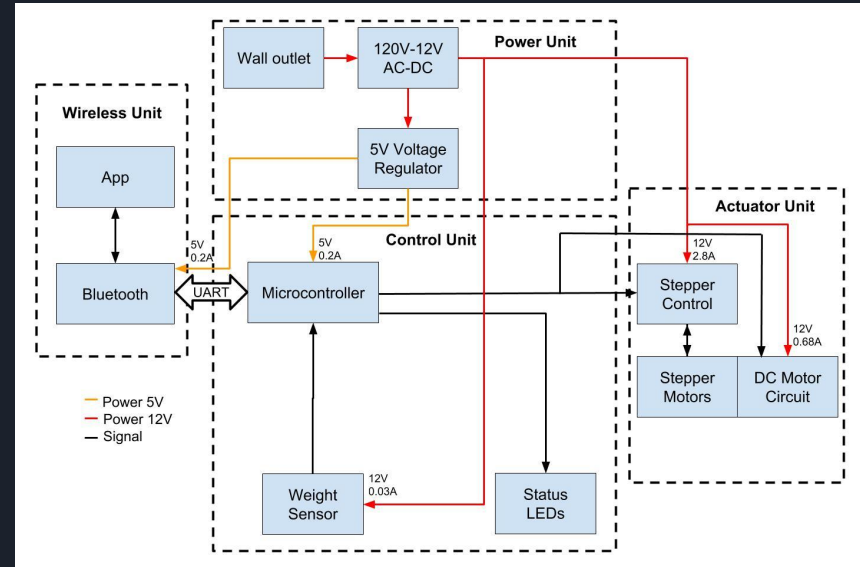 Power Unit
Wall outlet
120V-12V
AC-DC
5V Voltage
Regulator
Wireless Unit
App
Bluetooth
5V
0.2A
UART
Control Unit
5V
0.2A
Microcontroller
Weight
Sensor
12V
0.03A
Status
LEDs
Actuator Unit
12V
2.8A
Stepper
Control
12V
0.68A
Stepper
Motors
DC Motor
Circuit
Power 5V
Power 12V
Signal